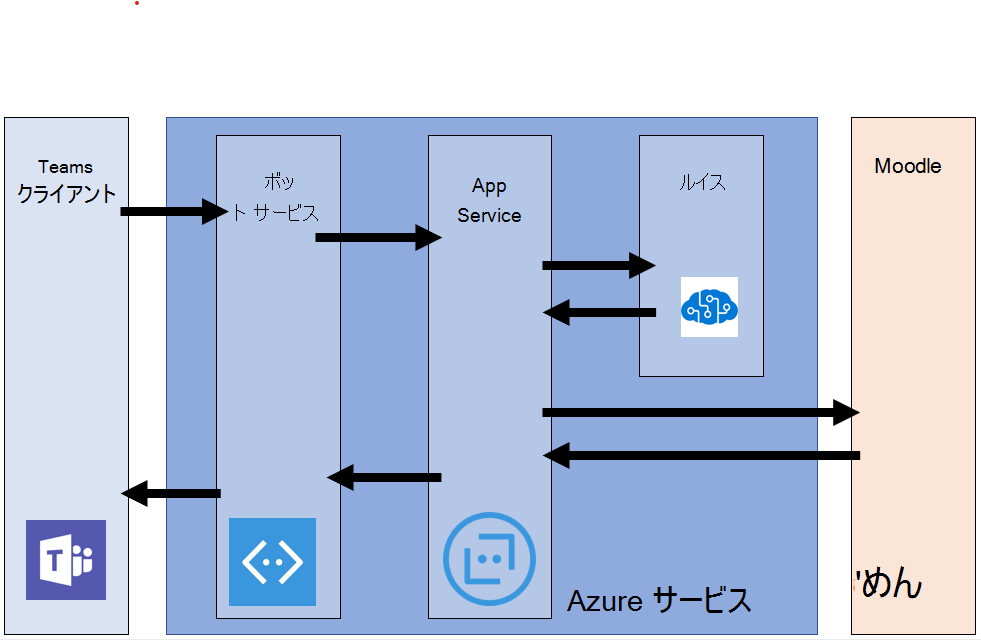 Teams
クライアント
ボッ
ト サービス
App
Service
ルイス
Moodle
T
Azure サービス
めん